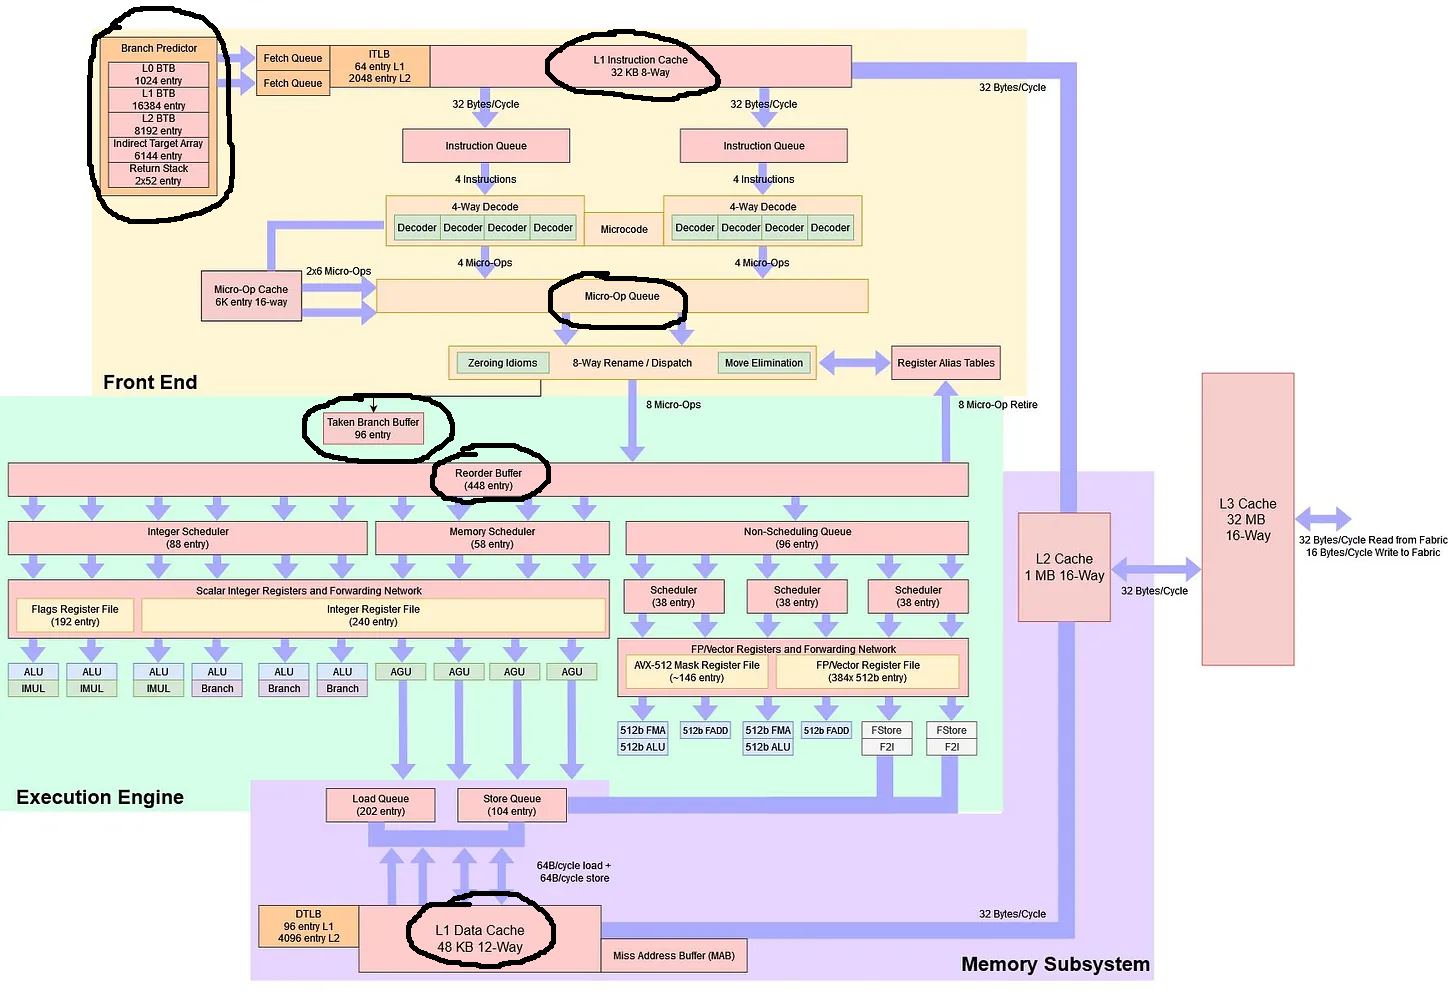 Branch Predictor
L0 BTB
1024 entry
L1 BTB
16384 entry
L2 BTB
8192 entry
Indirect Target Array
6144 entry
Return Stack
2x52 entry
Fetch Queue
Fetch Queue
ITLB
64 entry L1
2048 entry L2
L1 Instruction Cache
32 KB 8-Way
32 Bytes/Cycle
32 Bytes/Cycle
32 Bytes/Cycle
Instruction Queue
Instruction Queue
4 Instructions
4 Instructions
4-Way Decode
Decoder
Decoder
Decoder
Decoder
Microcode
4-Way Decode
Decoder
Decoder
Decoder
Decoder
4 Micro-Ops
4 Micro-Ops
Micro-Op Cache
6K entry 16-way
2x6 Micro-Ops
Micro-Op Queue
Zeroing Idioms
8-Way Rename / Dispatch
Move Elimination
Register Alias Tables
Front End
8 Micro-Ops
8 Micro-Op Retire
Taken Branch Buffer
96 entry
Reorder Buffer
(448 entry)
Integer Scheduler
(88 entry)
Memory Scheduler
(58 entry)
Non-Scheduling Queue
(96 entry)
Scalar Integer Registers and Forwarding Network
Flags Register File
(192 entry)
Integer Register File
(240 entry)
Scheduler
(38 entry)
Scheduler
(38 entry)
Scheduler
(38 entry)
FP/Vector Registers and Forwarding Network
AVX-512 Mask Register File
(~146 entry)
FP/Vector Register File
(384x 512b entry)
ALU
IMUL
ALU
IMUL
ALU
IMUL
ALU
Branch
ALU
Branch
ALU
Branch
AGU
AGU
AGU
AGU
512b FMA
512b ALU
512b FADD
512b FMA
512b ALU
512b FADD
FStore
F2I
FStore
F2I
Execution Engine
Load Queue
(202 entry)
Store Queue
(104 entry)
64B/cycle load +
64B/cycle store
DTLB
96 entry L1
4096 entry L2
L1 Data Cache
48 KB 12-Way
Miss Address Buffer (MAB)
32 Bytes/Cycle
Memory Subsystem
L2 Cache
1 MB 16-Way
32 Bytes/Cycle
L3 Cache
32 MB
16-Way
32 Bytes/Cycle Read from Fabric
16 Bytes/Cycle Write to Fabric